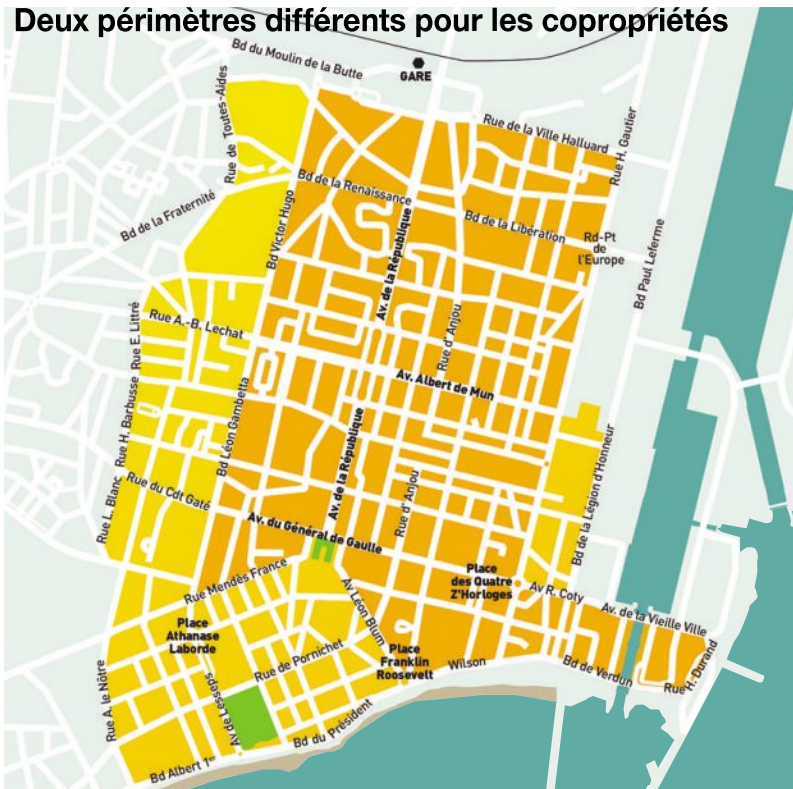 Deux périmètres différents pour les copropriétés
Bd du Moulin de la Butte
GARE
Rue de Toutes-Aides
Rue de la Ville Halluard
Rue H. Gautier
Bd de la Renaissance
Bd de la Fraternité
Bd Victor Hugo
Av. de la République
Bd de la Libération
Rd-Pt
de
l'Europe
Bd Paul Leferme
Rue E. Littré
Rue A.-B. Lechat
Rue d'Anjou
Av. Albert de Mun
Rue H. Barbusse
Bd Léon Gambetta
Av. de la République
Rue d'Anjou
Bd de la Légion d'Honneur
Rue L. Blanc
Rue du Cdt Gaté
Av. du Général de Gaulle
Rue Mendès France
Place
des Quatre
Z'Horloges
Av R. Coty
Av. de la Vieille Ville
Av Léon Blum
Place
Athanase
Laborde
Rue de Pornichet
Place
Franklin
Roosevelt
Wilson
Bd de Verdun
Rue H.-Durand
Rue A. le Nôtre
Av de Lesseps
Bd du Président
Bd Albert 1er